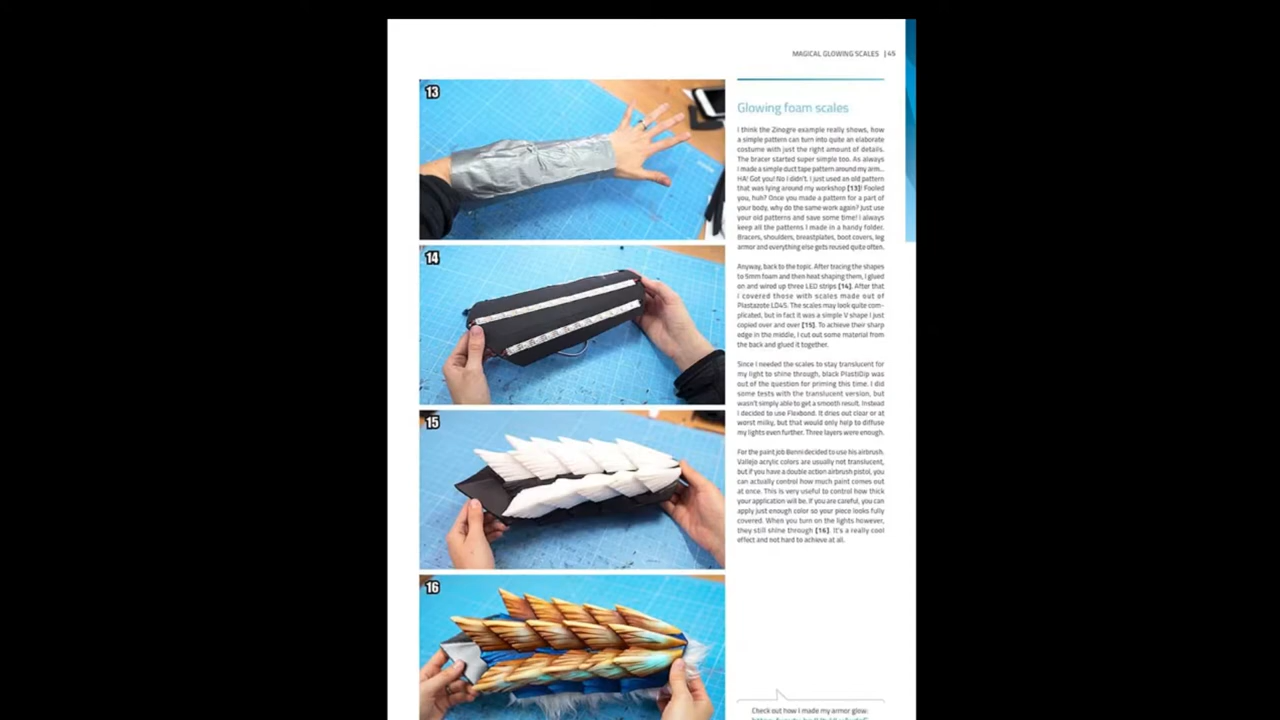 MAGICAL GLOWING SCALES | 45
13
14
15
16
Glowing foam scales
I think the Zinogre example really shows, how
a simple pattern can turn into quite an elaborate
costume with just the right amount of details.
The bracer started super simple too. As always
I made a simple duct tape pattern around my arm...
HA! Got you! No I didn't. I just used an old pattern
that was lying around my workshop [13]! Fooled
you, huh? Once you made a pattern for a part of
your body, why do the same work again? Just use
your old patterns and save some time! I always
keep all the patterns I made in a handy folder.
Bracers, shoulders, breastplates, boot covers, leg
armor and everything else gets reused quite often.
Anyway, back to the topic. After tracing the shapes
to 5mm foam and then heat shaping them, I glued
on and wired up three LED strips [14]. After that
I covered those with scales made out of
Plastazote LD45. The scales may look quite com-
plicated, but in fact it was a simple V shape I just
copied over and over [15]. To achieve their sharp
edge in the middle, I cut out some material from
the back and glued it together.
Since I needed the scales to stay translucent for
my light to shine through, black PlastiDip was
out of the question for priming this time. I did
some tests with the translucent version, but
wasn't simply able to get a smooth result. Instead
I decided to use Flexbond. It dries out clear or at
worst milky, but that would only help to diffuse
my lights even further. Three layers were enough.
For the paint job Benni decided to use his airbrush.
Vallejo acrylic colors are usually not translucent,
but if you have a double action airbrush pistol, you
can actually control how much paint comes out
at once. This is very useful to control how thick
your application will be. If you are careful, you can
apply just enough color so your piece looks fully
covered. When you turn on the lights however,
they still shine through [16]. It's a really cool
effect and not hard to achieve at all.
Check out how I made my armor glow: